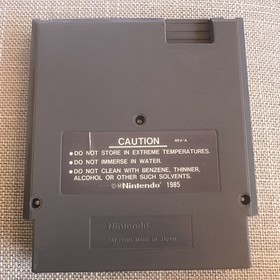 CAUTION REV-A
•DO NOT STORE IN EXTREME TEMPERATURES.
•DO NOT IMMERSE IN WATER.
•DO NOT CLEAN WITH BENZENE, THINNER,
ALCOHOL OR OTHER SUCH SOLVENTS.
©Nintendo 1985
Nintendo
MADE IN JAPAN